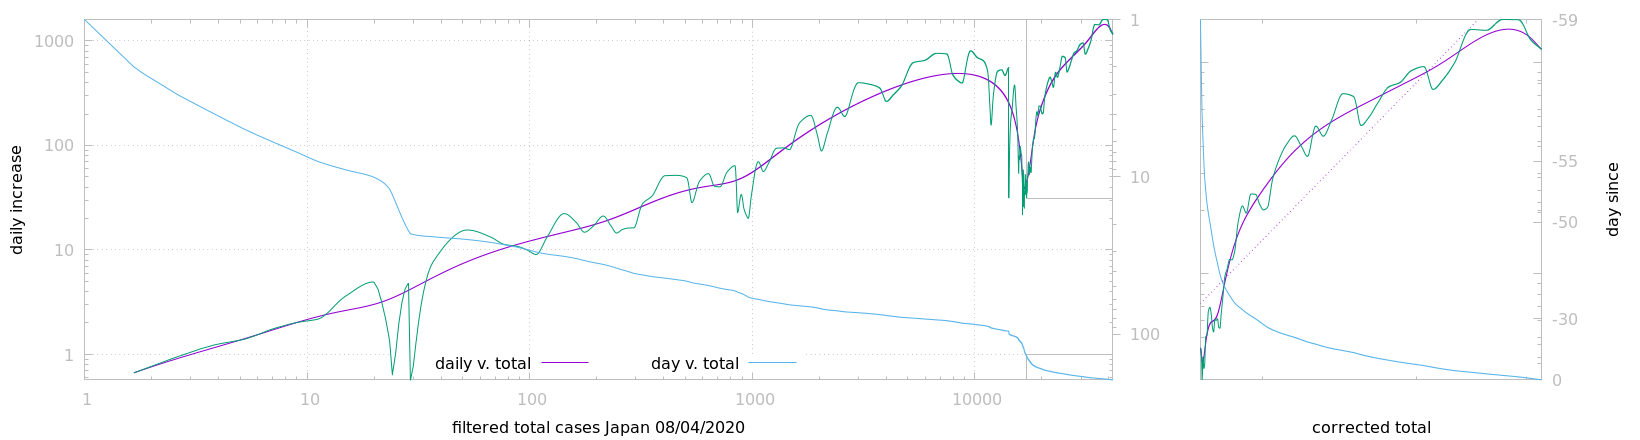 1000
100
10
1
daily increase
1
10
100
1000
10000
filtered total cases Japan 08/04/2020
daily v. total
day v. total
1
10
100
-59
-55
-50
-30
0
day since
corrected total